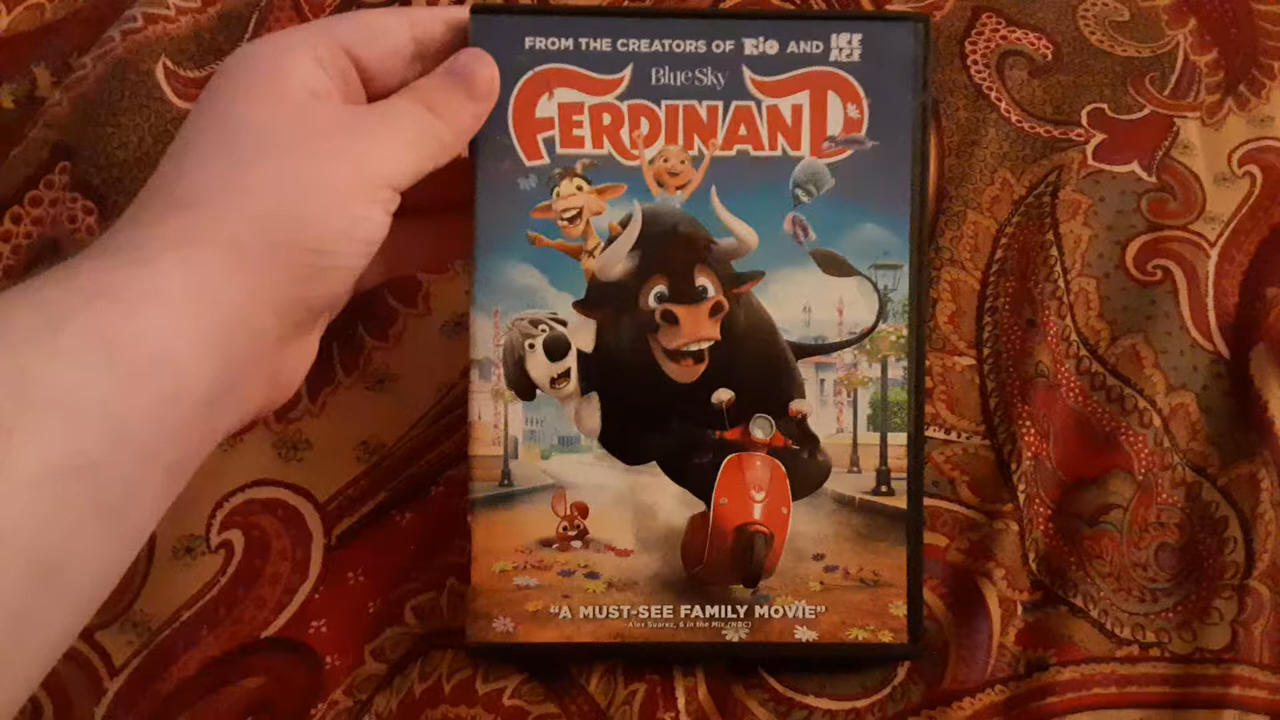 FROM THE CREATORS OF RIO AND ICE AGE
Blue Sky
FERDINAND
"A MUST-SEE FAMILY MOVIE"
-Alex Suarez, 6 in the Mix (NBC)